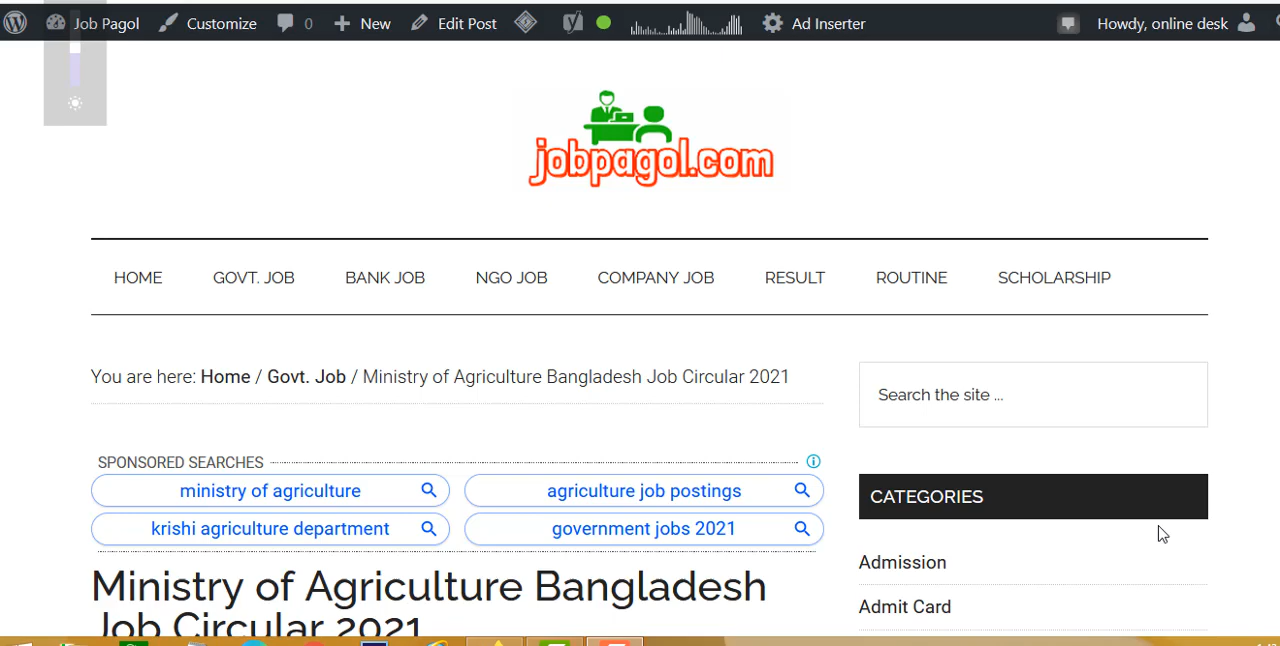 Job Pagol Customize 0 New Edit Post Ad Inserter Howdy, online desk
jobpagol.com
HOME GOVT. JOB BANK JOB NGO JOB COMPANY JOB RESULT ROUTINE SCHOLARSHIP
You are here: Home / Govt. Job / Ministry of Agriculture Bangladesh Job Circular 2021
SPONSORED SEARCHES
ministry of agriculture
agriculture job postings
krishi agriculture department
government jobs 2021
Ministry of Agriculture Bangladesh
Job Circular 2021
Search the site ...
CATEGORIES
Admission
Admit Card